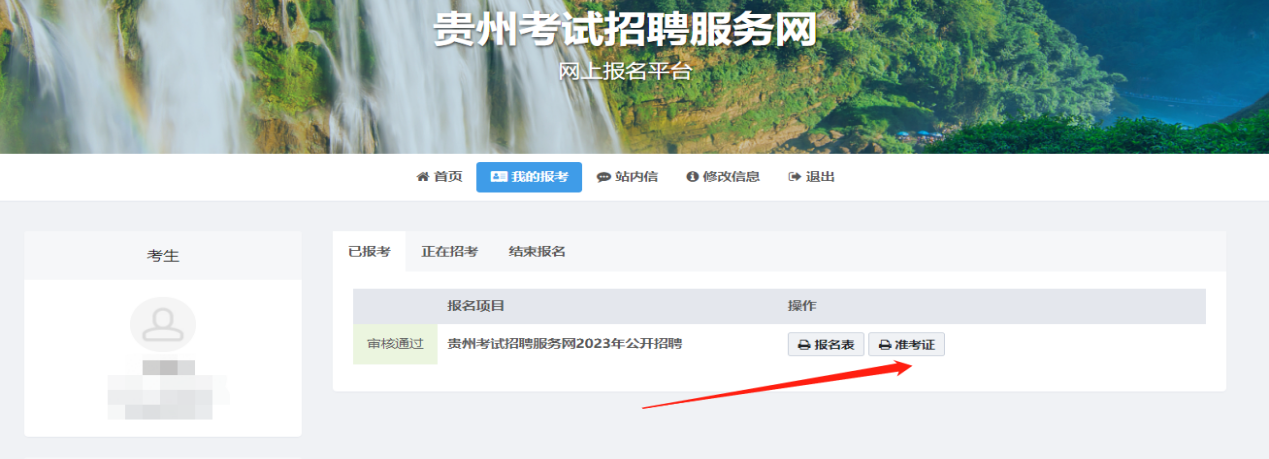 贵州考试招聘服务网
网上报名平台
首页 我的报考 站内信 修改信息 退出
考生
已报考 正在招考 结束报名
报名项目 操作
审核通过 贵州考试招聘服务网2023年公开招聘 报名表 准考证